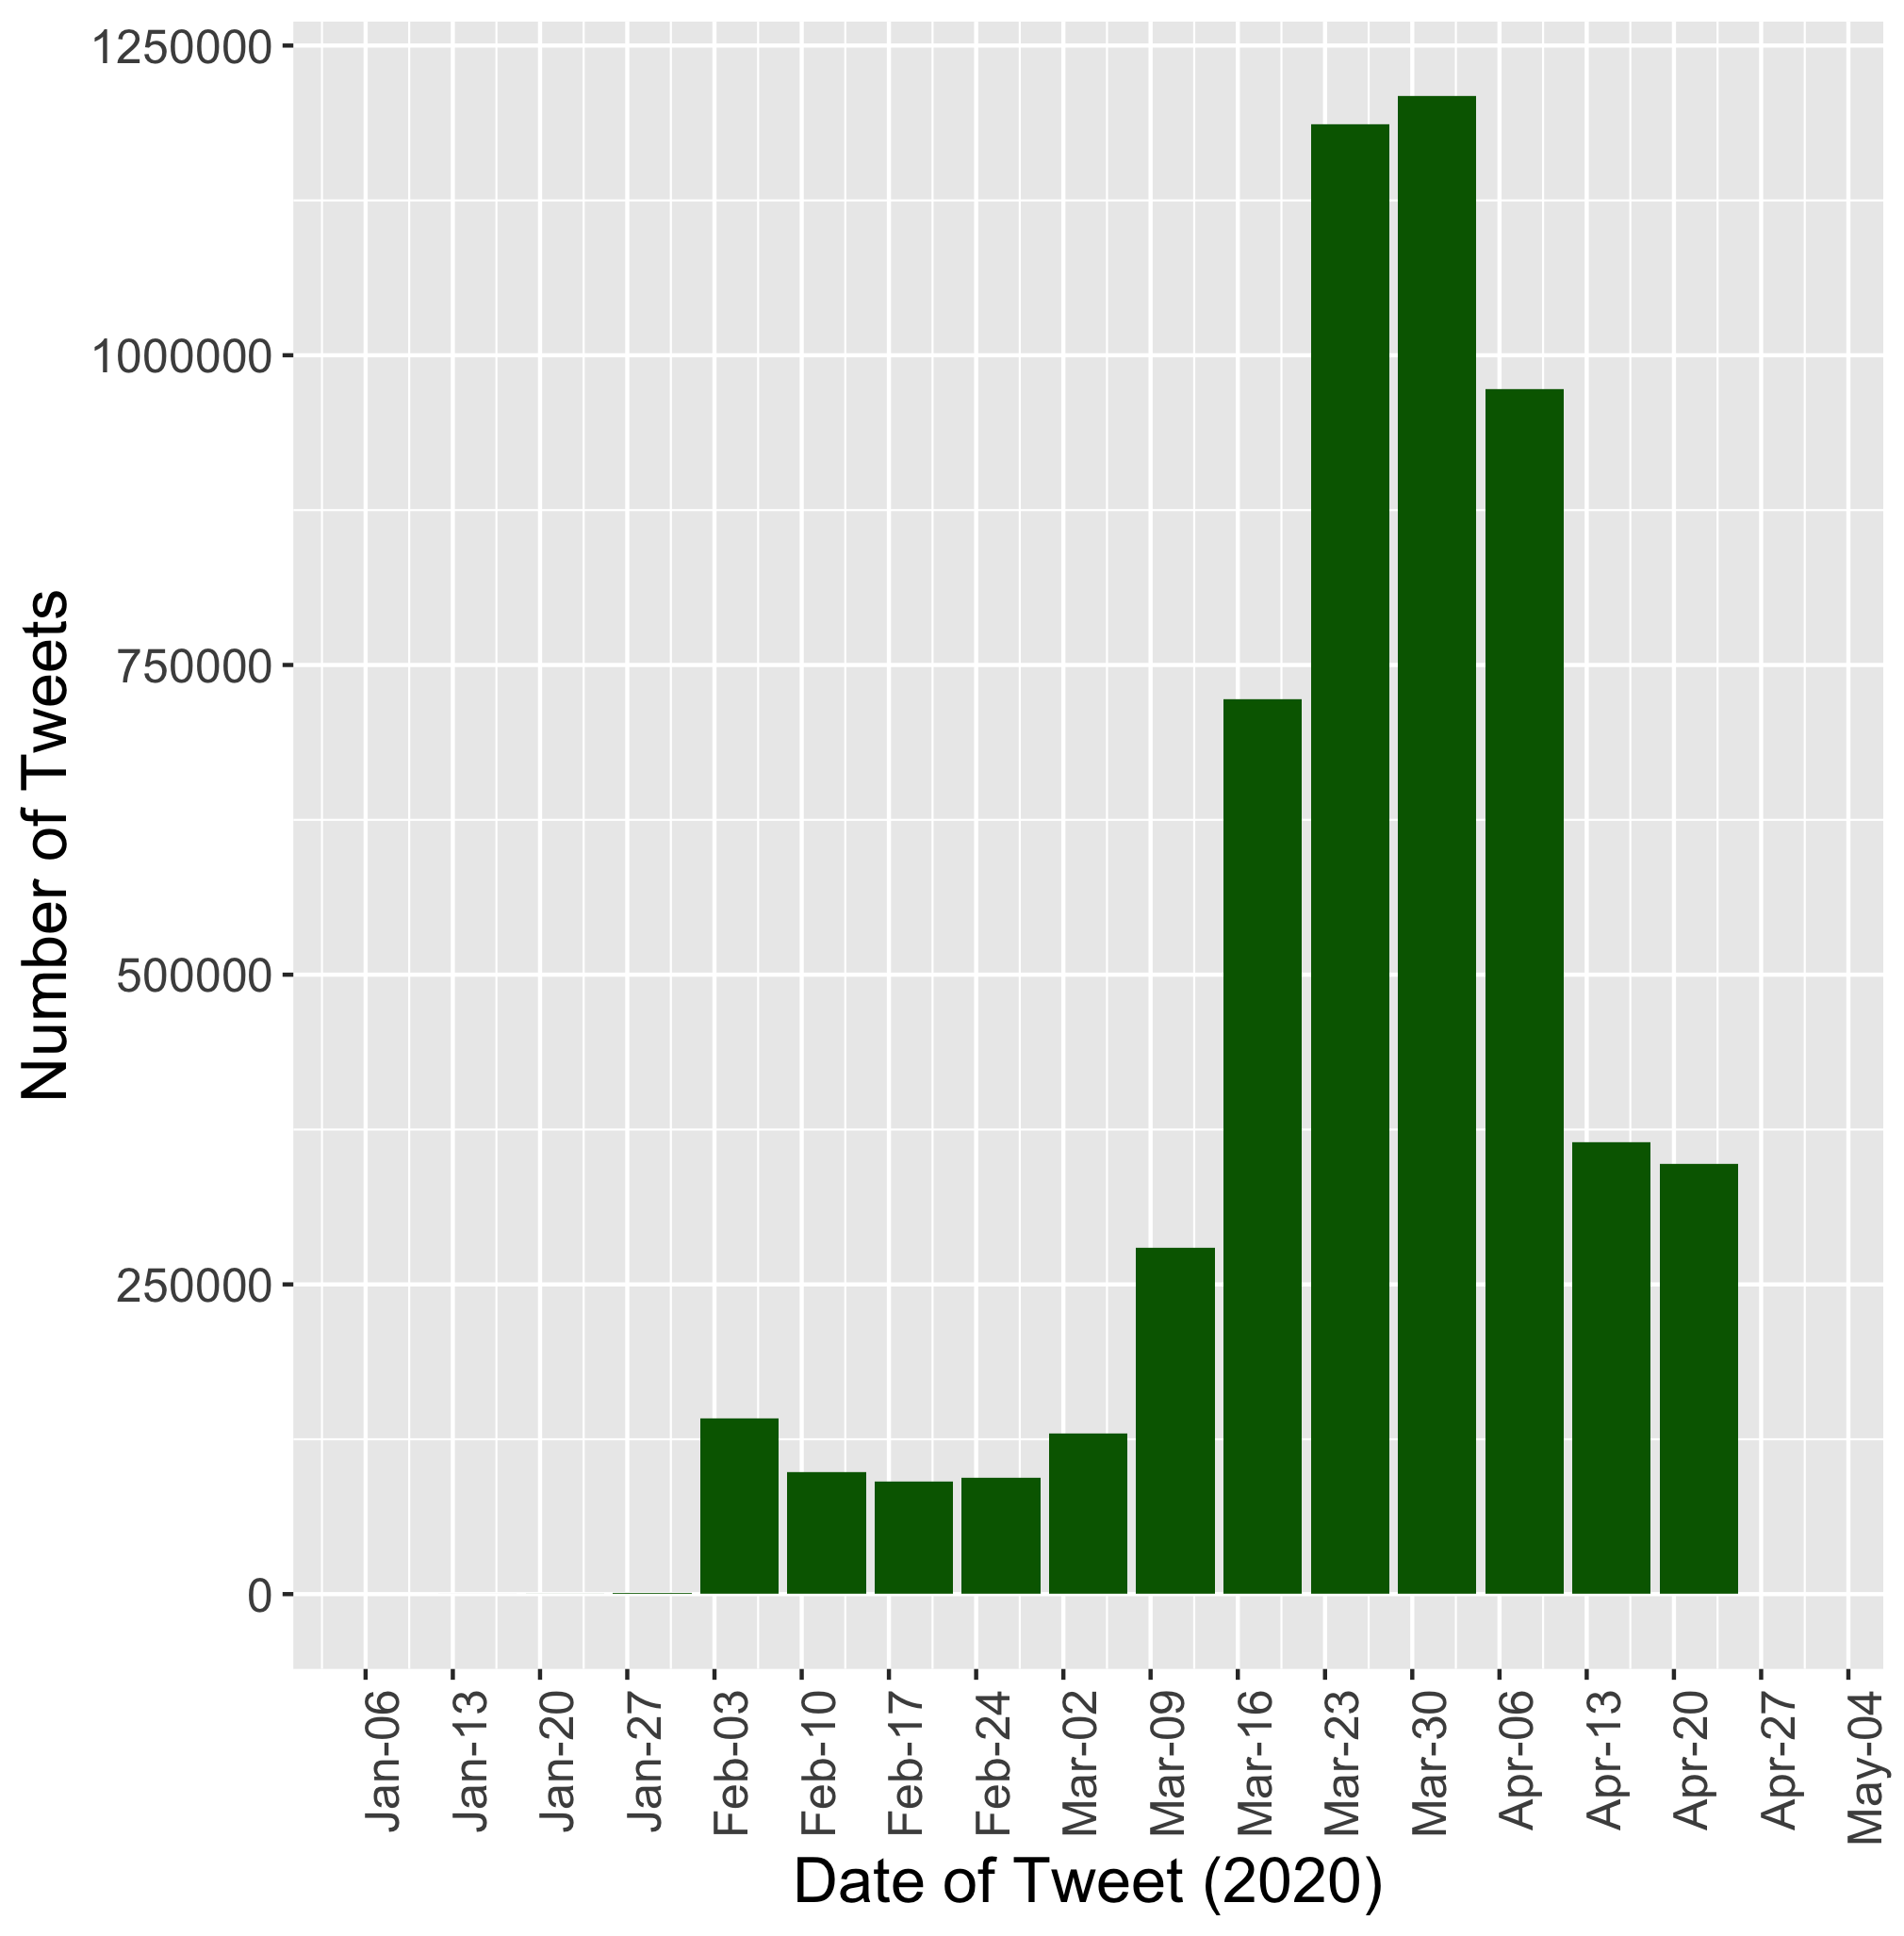 Number of Tweets
1250000
1000000
750000
500000
250000
0
Jan-06
Jan-13
Jan-20
Jan-27
Feb-03
Feb-10
Feb-17
Feb-24
Mar-02
Mar-09
Mar-16
Mar-23
Mar-30
Apr-06
Apr-13
Apr-20
Apr-27
May-04
Date of Tweet (2020)